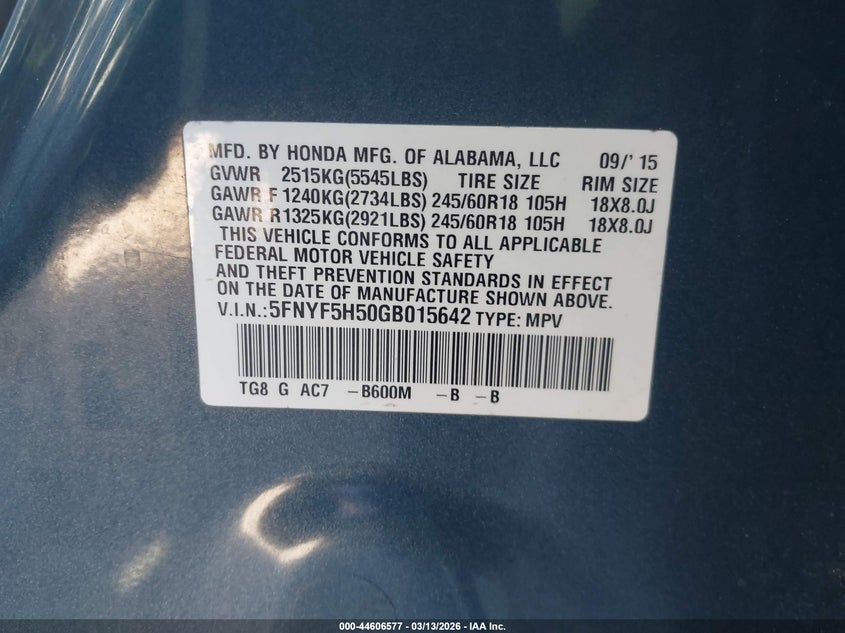 MFD. BY HONDA MFG. OF ALABAMA, LLC 09/' 15
GVWR 2515KG(5545LBS) TIRE SIZE RIM SIZE
GAWR F 1240KG(2734LBS) 245/60R18 105H 18X8.0J
GAWR R1325KG(2921LBS) 245/60R18 105H 18X8.0J
THIS VEHICLE CONFORMS TO ALL APPLICABLE
FEDERAL MOTOR VEHICLE SAFETY
AND THEFT PREVENTION STANDARDS IN EFFECT
ON THE DATE OF MANUFACTURE SHOWN ABOVE.
V.I.N.:5FNYF5H50GB015642 TYPE: MPV
TG8 G AC7 -B600M -B -B
000-44606577 - 03/13/2026 - IAA Inc.